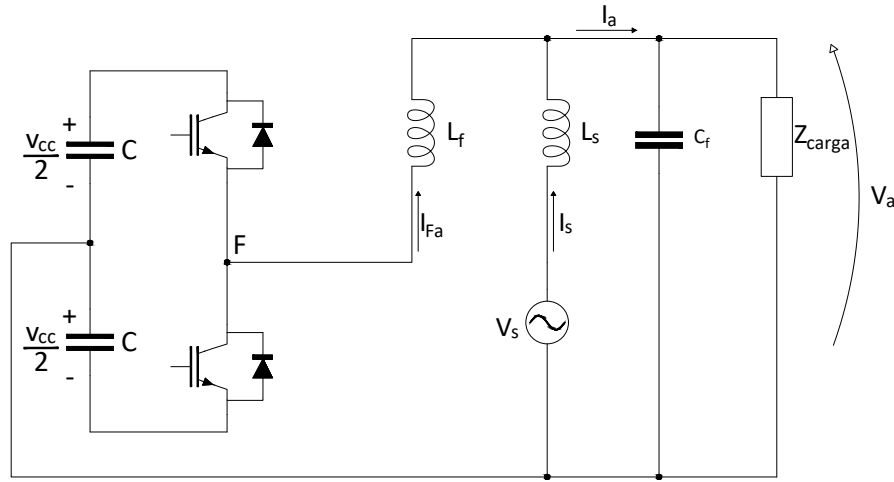 I_a
+
v_cc
2
-
C
L_f
L_s
C_f
Z_carga
V_a
F
I_Fa
I_s
+
v_cc
2
-
C
V_s